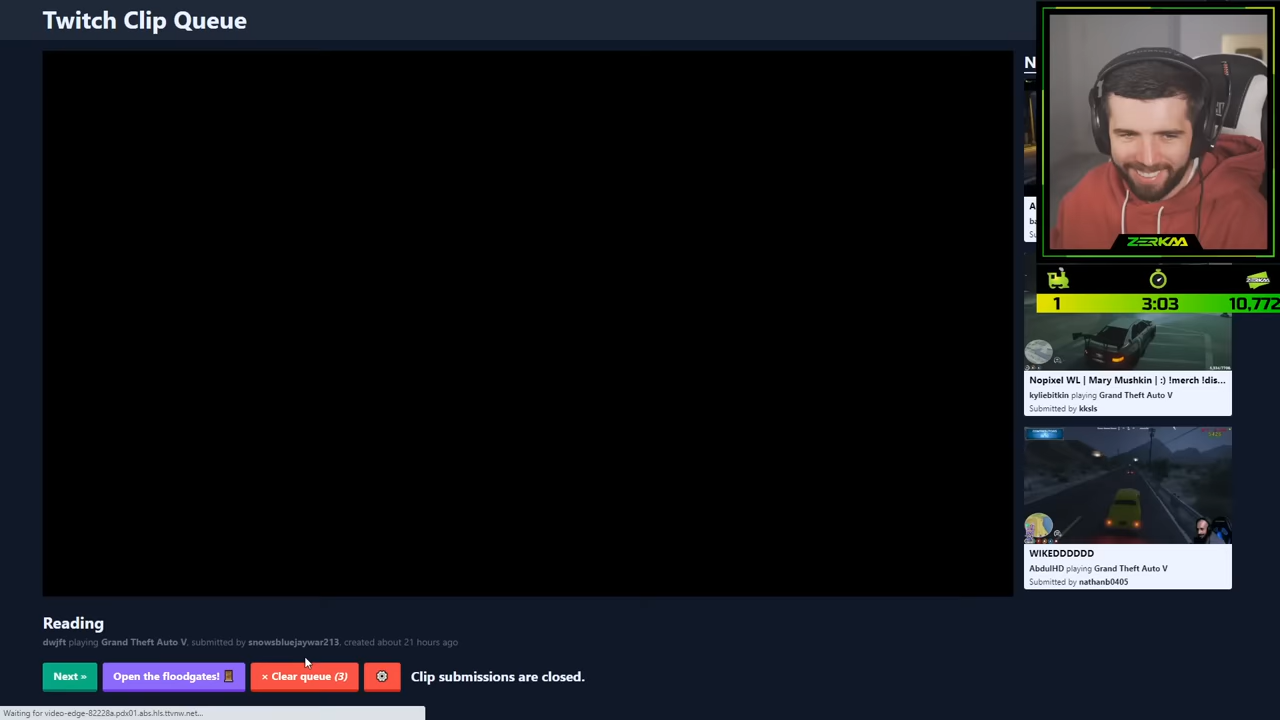 Twitch Clip Queue
N
A
ba
Su
ZERKAA
1
3:03
10,772
Nopixel WL | Mary Mushkin | :) !merch !dis...
kyliebitkin playing Grand Theft Auto V
Submitted by kksls
WIKEDDDDDD
AbdulHD playing Grand Theft Auto V
Submitted by nathanb0405
Reading
dwjft playing Grand Theft Auto V, submitted by snowsbluejaywar213, created about 21 hours ago
Next »
Open the floodgates!
× Clear queue (3)
Clip submissions are closed.
Waiting for video-edge-82228a.pdx01.abs.hls.ttvnw.net...